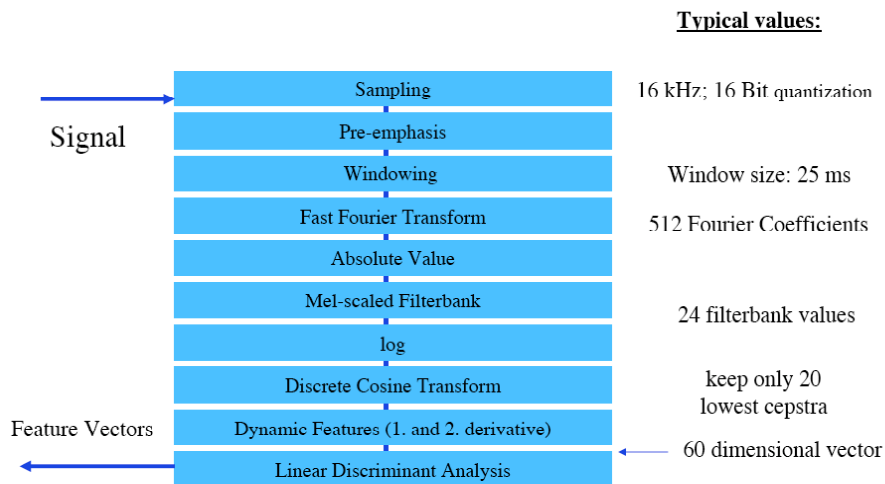 Typical values:
Sampling
16 kHz; 16 Bit quantization
Signal
Pre-emphasis
Windowing
Window size: 25 ms
Fast Fourier Transform
512 Fourier Coefficients
Absolute Value
Mel-scaled Filterbank
24 filterbank values
log
Discrete Cosine Transform
keep only 20
lowest cepstra
Feature Vectors
Dynamic Features (1. and 2. derivative)
60 dimensional vector
Linear Discriminant Analysis